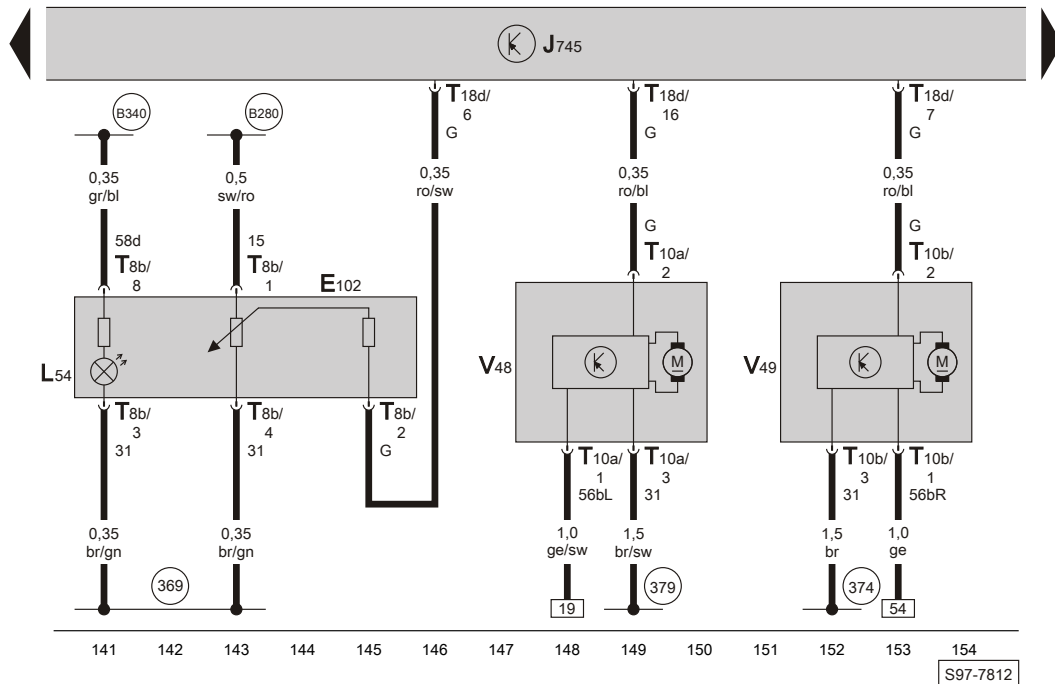 J745
B340
B280
T18d/
6
G
T18d/
16
G
T18d/
7
G
0,35
gr/bl
0,5
sw/ro
0,35
ro/sw
0,35
ro/bl
0,35
ro/bl
58d
T8b/
8
15
T8b/
1
G
T10a/
2
G
T10b/
2
E102
L54
V48
M
V49
M
T8b/
3
31
T8b/
4
31
T8b/
2
G
T10a/
1
56bL
T10a/
3
31
T10b/
3
31
T10b/
1
56bR
0,35
br/gn
0,35
br/gn
1,0
ge/sw
1,5
br/sw
1,5
br
1,0
ge
369
19
379
374
54
141 142 143 144 145 146 147 148 149 150 151 152 153 154
S97-7812